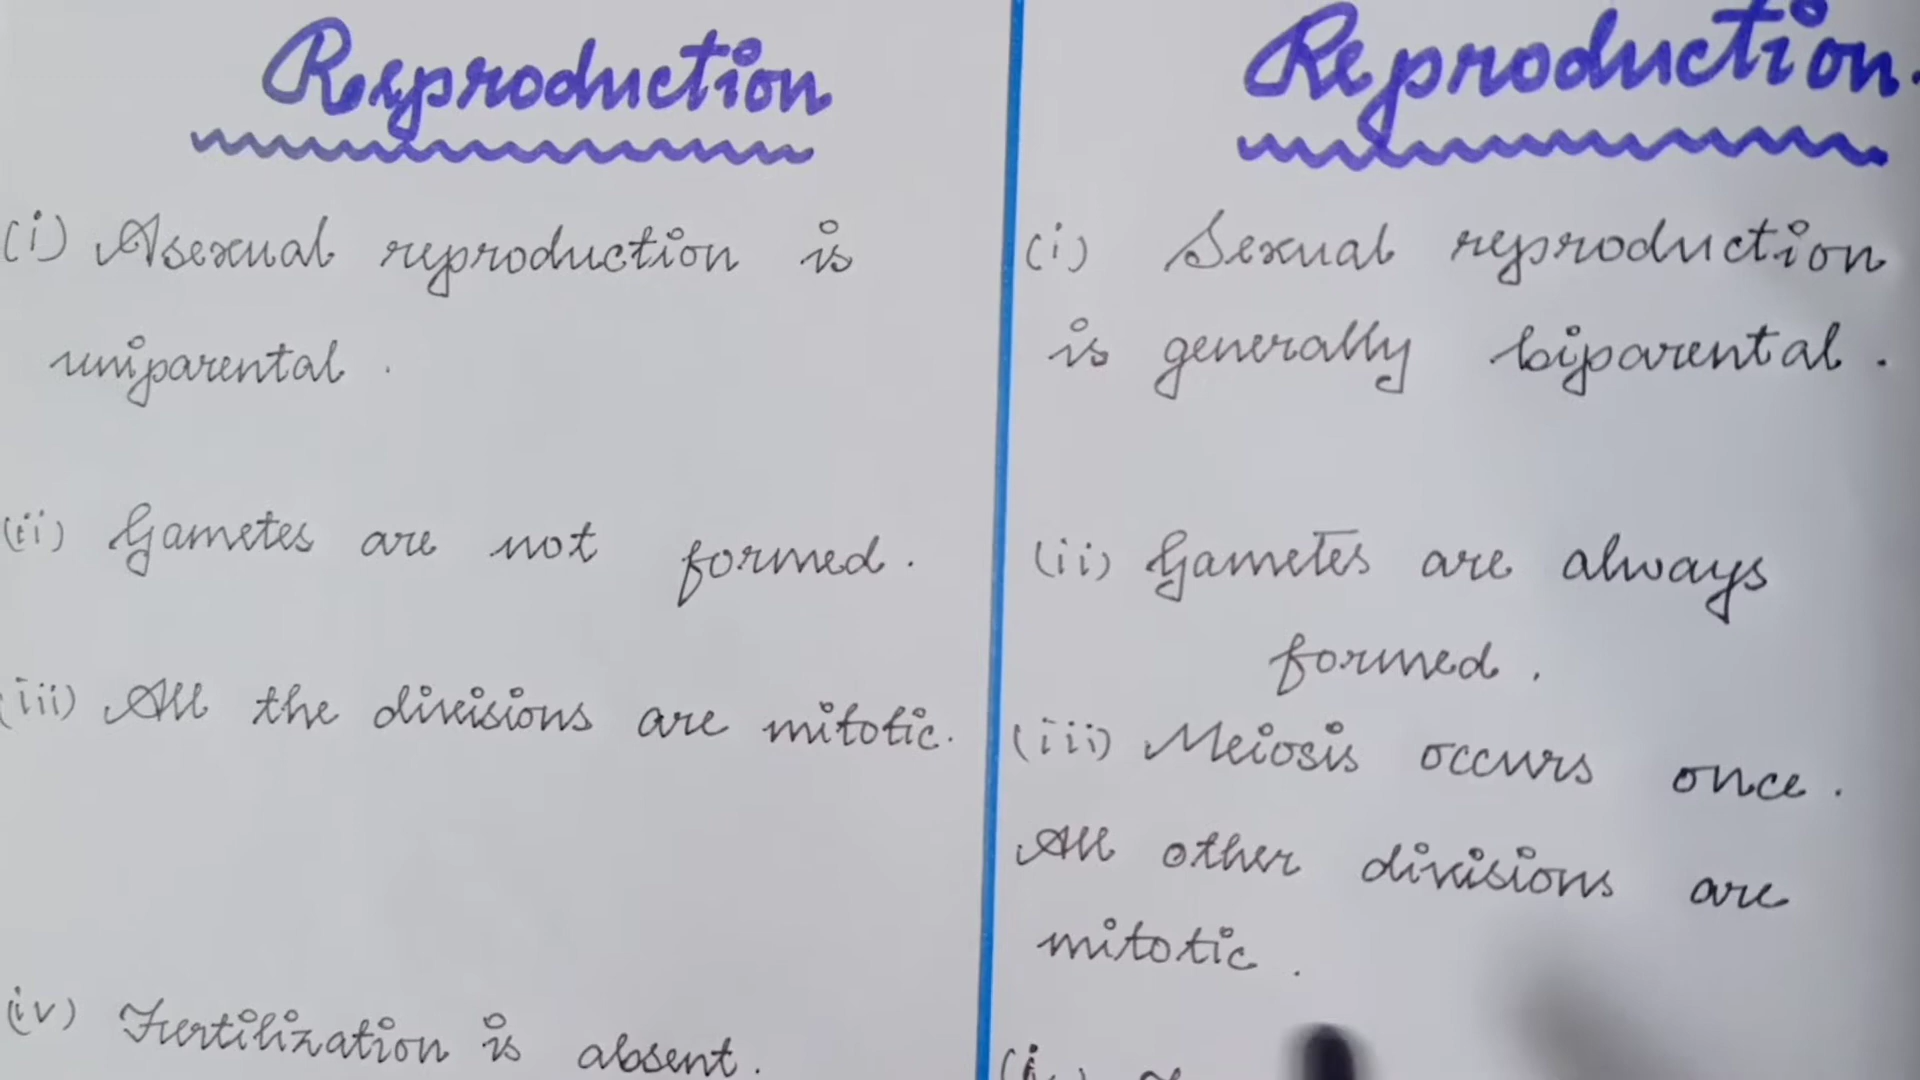 Reproduction
(i) Asexual reproduction is
uniparental.
(ii) Gametes are not formed.
(iii) All the divisions are mitotic.
(iv) Fertilization is absent.
Reproduction.
(i) Sexual reproduction
is generally biparental.
(ii) Gametes are always
formed.
(iii) Meiosis occurs once.
All other divisions are
mitotic.